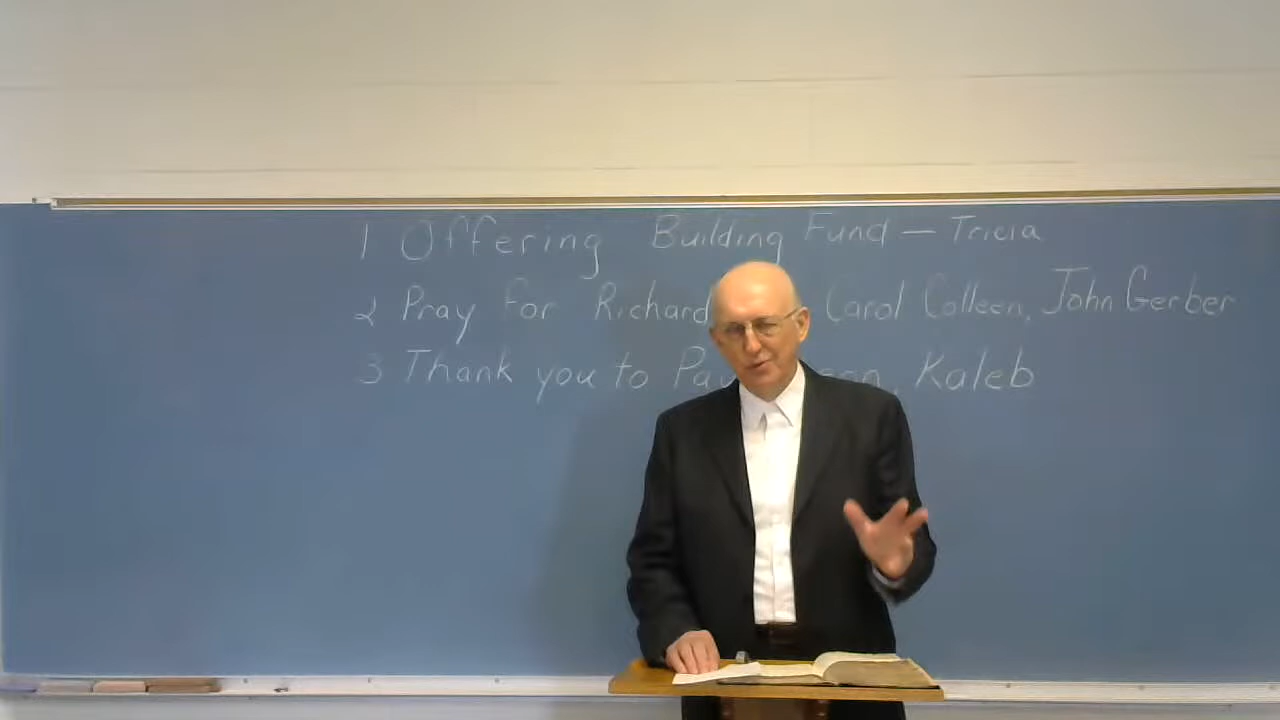 1 Offering Building Fund — Tricia
2 Pray for Richard Carol Colleen, John Gerber
3 Thank you to Kaleb